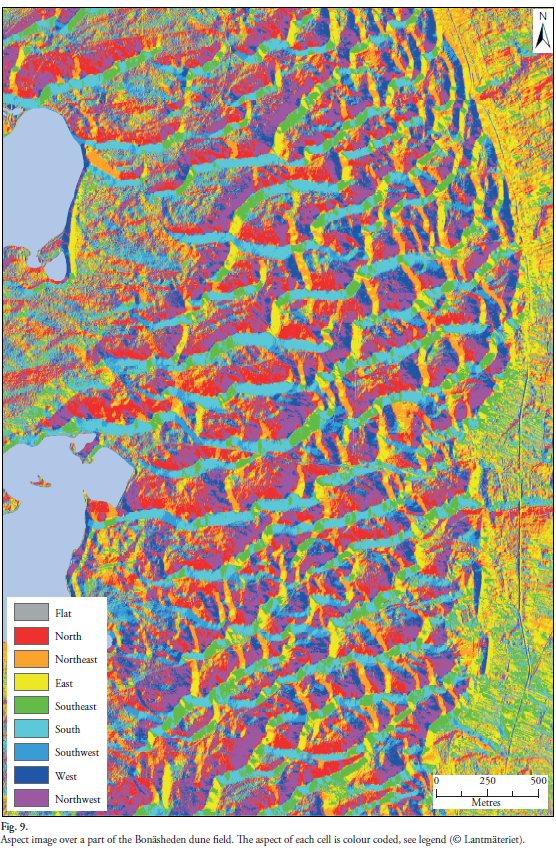 N
Flat
North
Northeast
East
Southeast
South
Southwest
West
Northwest
0 250 500
Metres
Fig. 9.
Aspect image over a part of the Bonäsheden dune field. The aspect of each cell is colour coded, see legend (© Lantmäteriet).